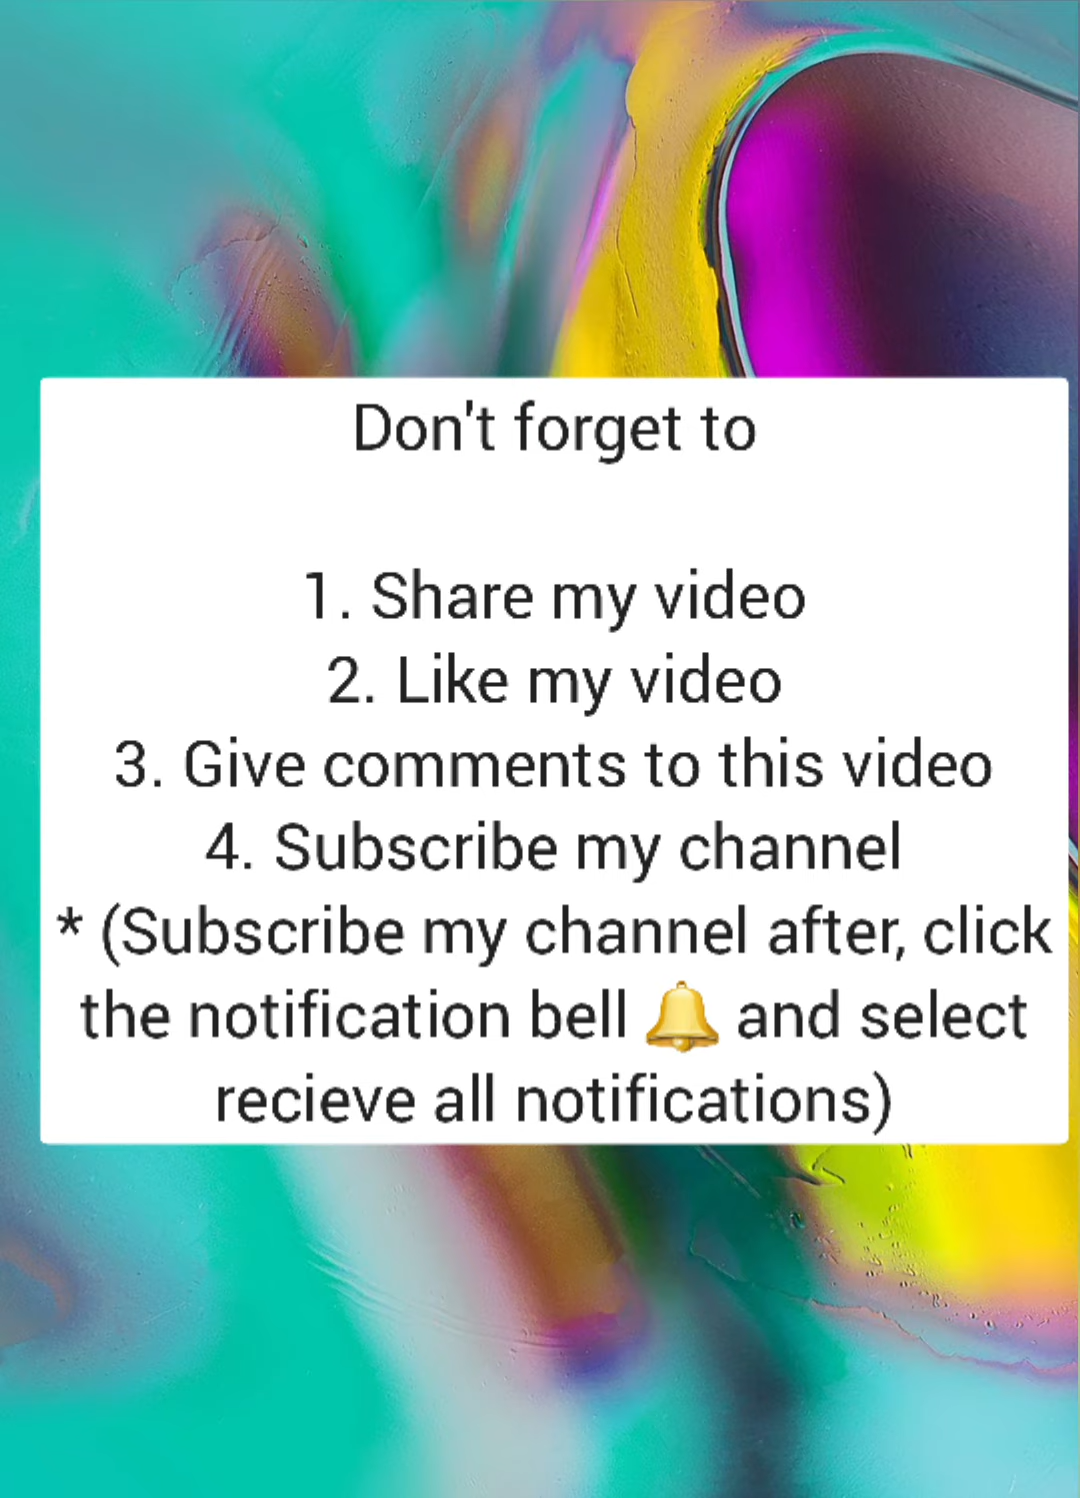 Don't forget to
1. Share my video
2. Like my video
3. Give comments to this video
4. Subscribe my channel
* (Subscribe my channel after, click
the notification bell 🔔 and select
recieve all notifications)